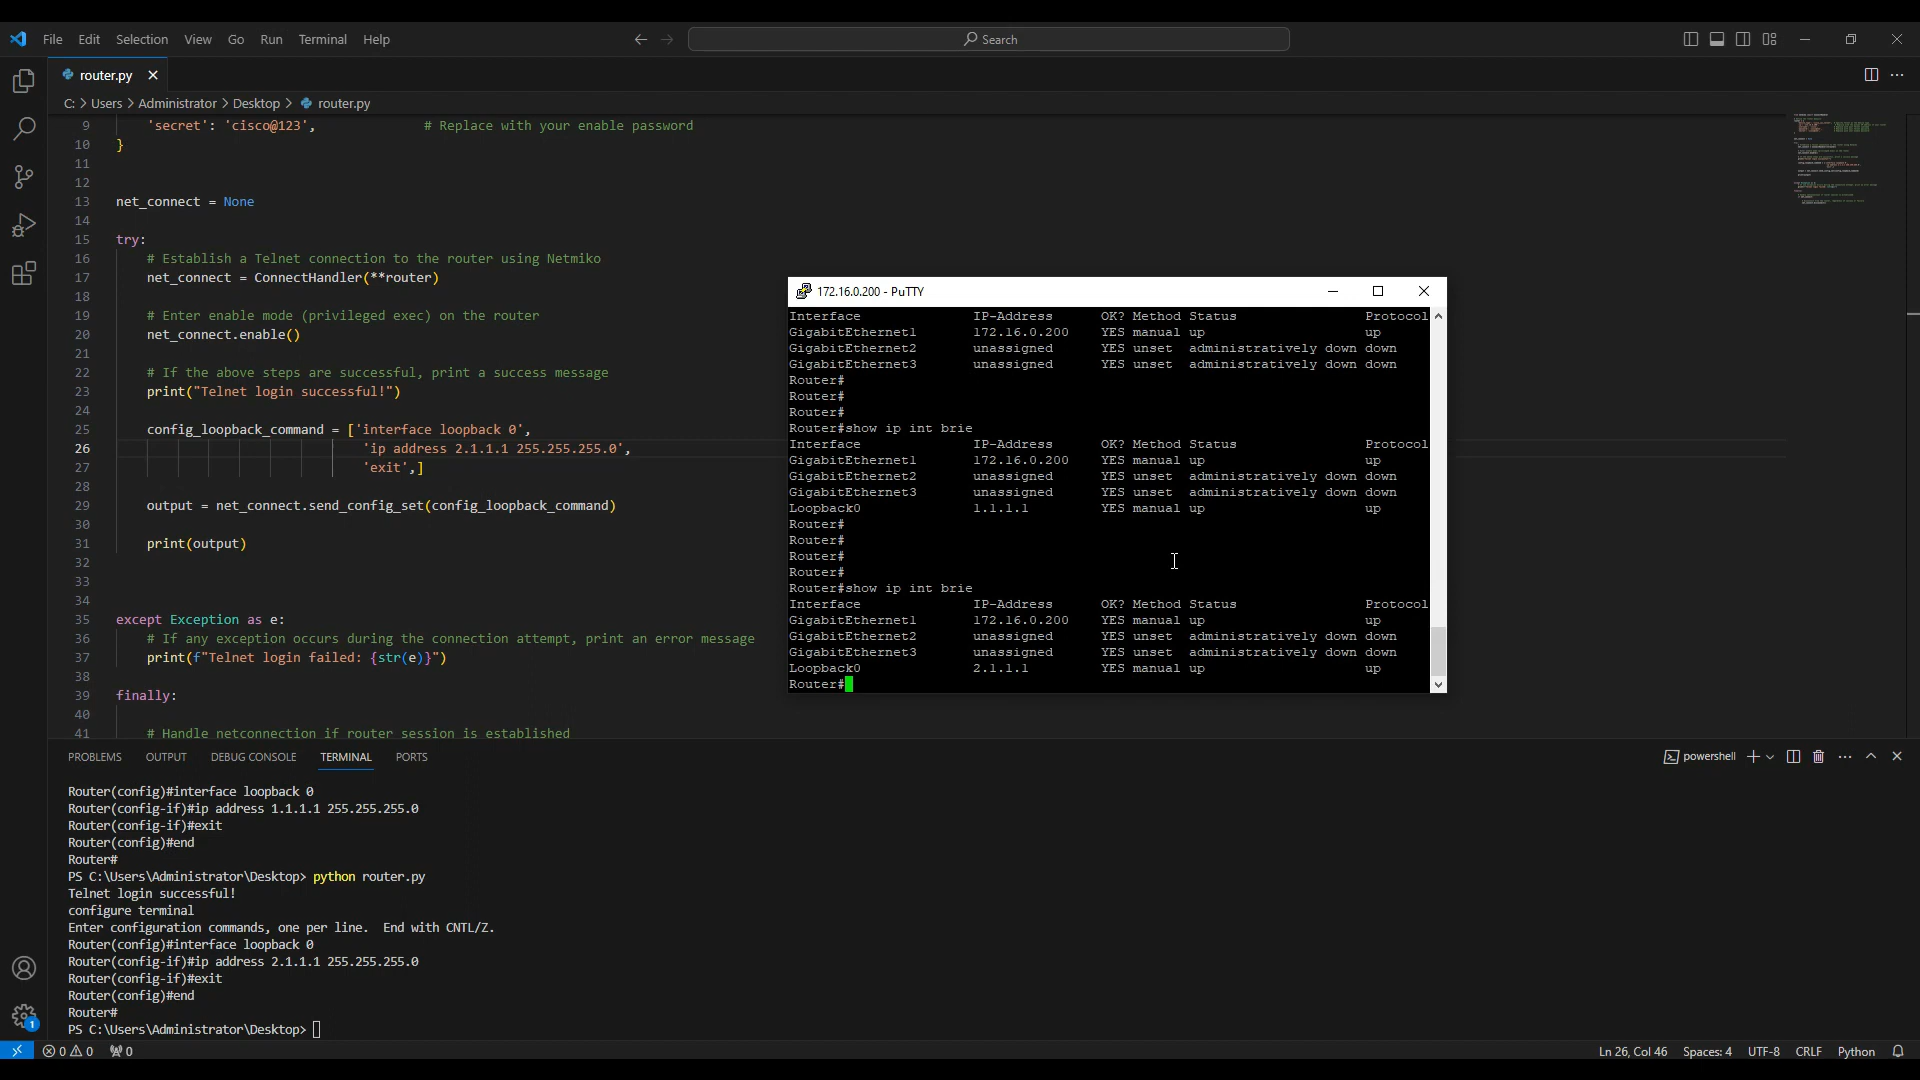 File Edit Selection View Go Run Terminal Help
Search
router.py
C: > Users > Administrator > Desktop > router.py
9 'secret': 'cisco@123', # Replace with your enable password
10 }
11
12
13 net_connect = None
14
15 try:
16 # Establish a Telnet connection to the router using Netmiko
17 net_connect = ConnectHandler(**router)
18
19 # Enter enable mode (privileged exec) on the router
20 net_connect.enable()
21
22 # If the above steps are successful, print a success message
23 print("Telnet login successful!")
24
25 config_loopback_command = ['interface loopback 0',
26 'ip address 2.1.1.1 255.255.255.0',
27 'exit',]
28
29 output = net_connect.send_config_set(config_loopback_command)
30
31 print(output)
32
33
34
35 except Exception as e:
36 # If any exception occurs during the connection attempt, print an error message
37 print(f"Telnet login failed: {str(e)}")
38
39 finally:
40
41 # Handle netconnection if router session is established
172.16.0.200 - PuTTY
Interface IP-Address OK? Method Status Protocol
GigabitEthernet1 172.16.0.200 YES manual up up
GigabitEthernet2 unassigned YES unset administratively down down
GigabitEthernet3 unassigned YES unset administratively down down
Router#
Router#
Router#
Router#show ip int brie
Interface IP-Address OK? Method Status Protocol
GigabitEthernet1 172.16.0.200 YES manual up up
GigabitEthernet2 unassigned YES unset administratively down down
GigabitEthernet3 unassigned YES unset administratively down down
Loopback0 1.1.1.1 YES manual up up
Router#
Router#
Router#
Router#
Router#show ip int brie
Interface IP-Address OK? Method Status Protocol
GigabitEthernet1 172.16.0.200 YES manual up up
GigabitEthernet2 unassigned YES unset administratively down down
GigabitEthernet3 unassigned YES unset administratively down down
Loopback0 2.1.1.1 YES manual up up
Router#
PROBLEMS OUTPUT DEBUG CONSOLE TERMINAL PORTS
powershell
Router(config)#interface loopback 0
Router(config-if)#ip address 1.1.1.1 255.255.255.0
Router(config-if)#exit
Router(config)#end
Router#
PS C:\Users\Administrator\Desktop> python router.py
Telnet login successful!
configure terminal
Enter configuration commands, one per line.  End with CNTL/Z.
Router(config)#interface loopback 0
Router(config-if)#ip address 2.1.1.1 255.255.255.0
Router(config-if)#exit
Router(config)#end
Router#
PS C:\Users\Administrator\Desktop>
1
0 0 0
Ln 26, Col 46 Spaces: 4 UTF-8 CRLF Python